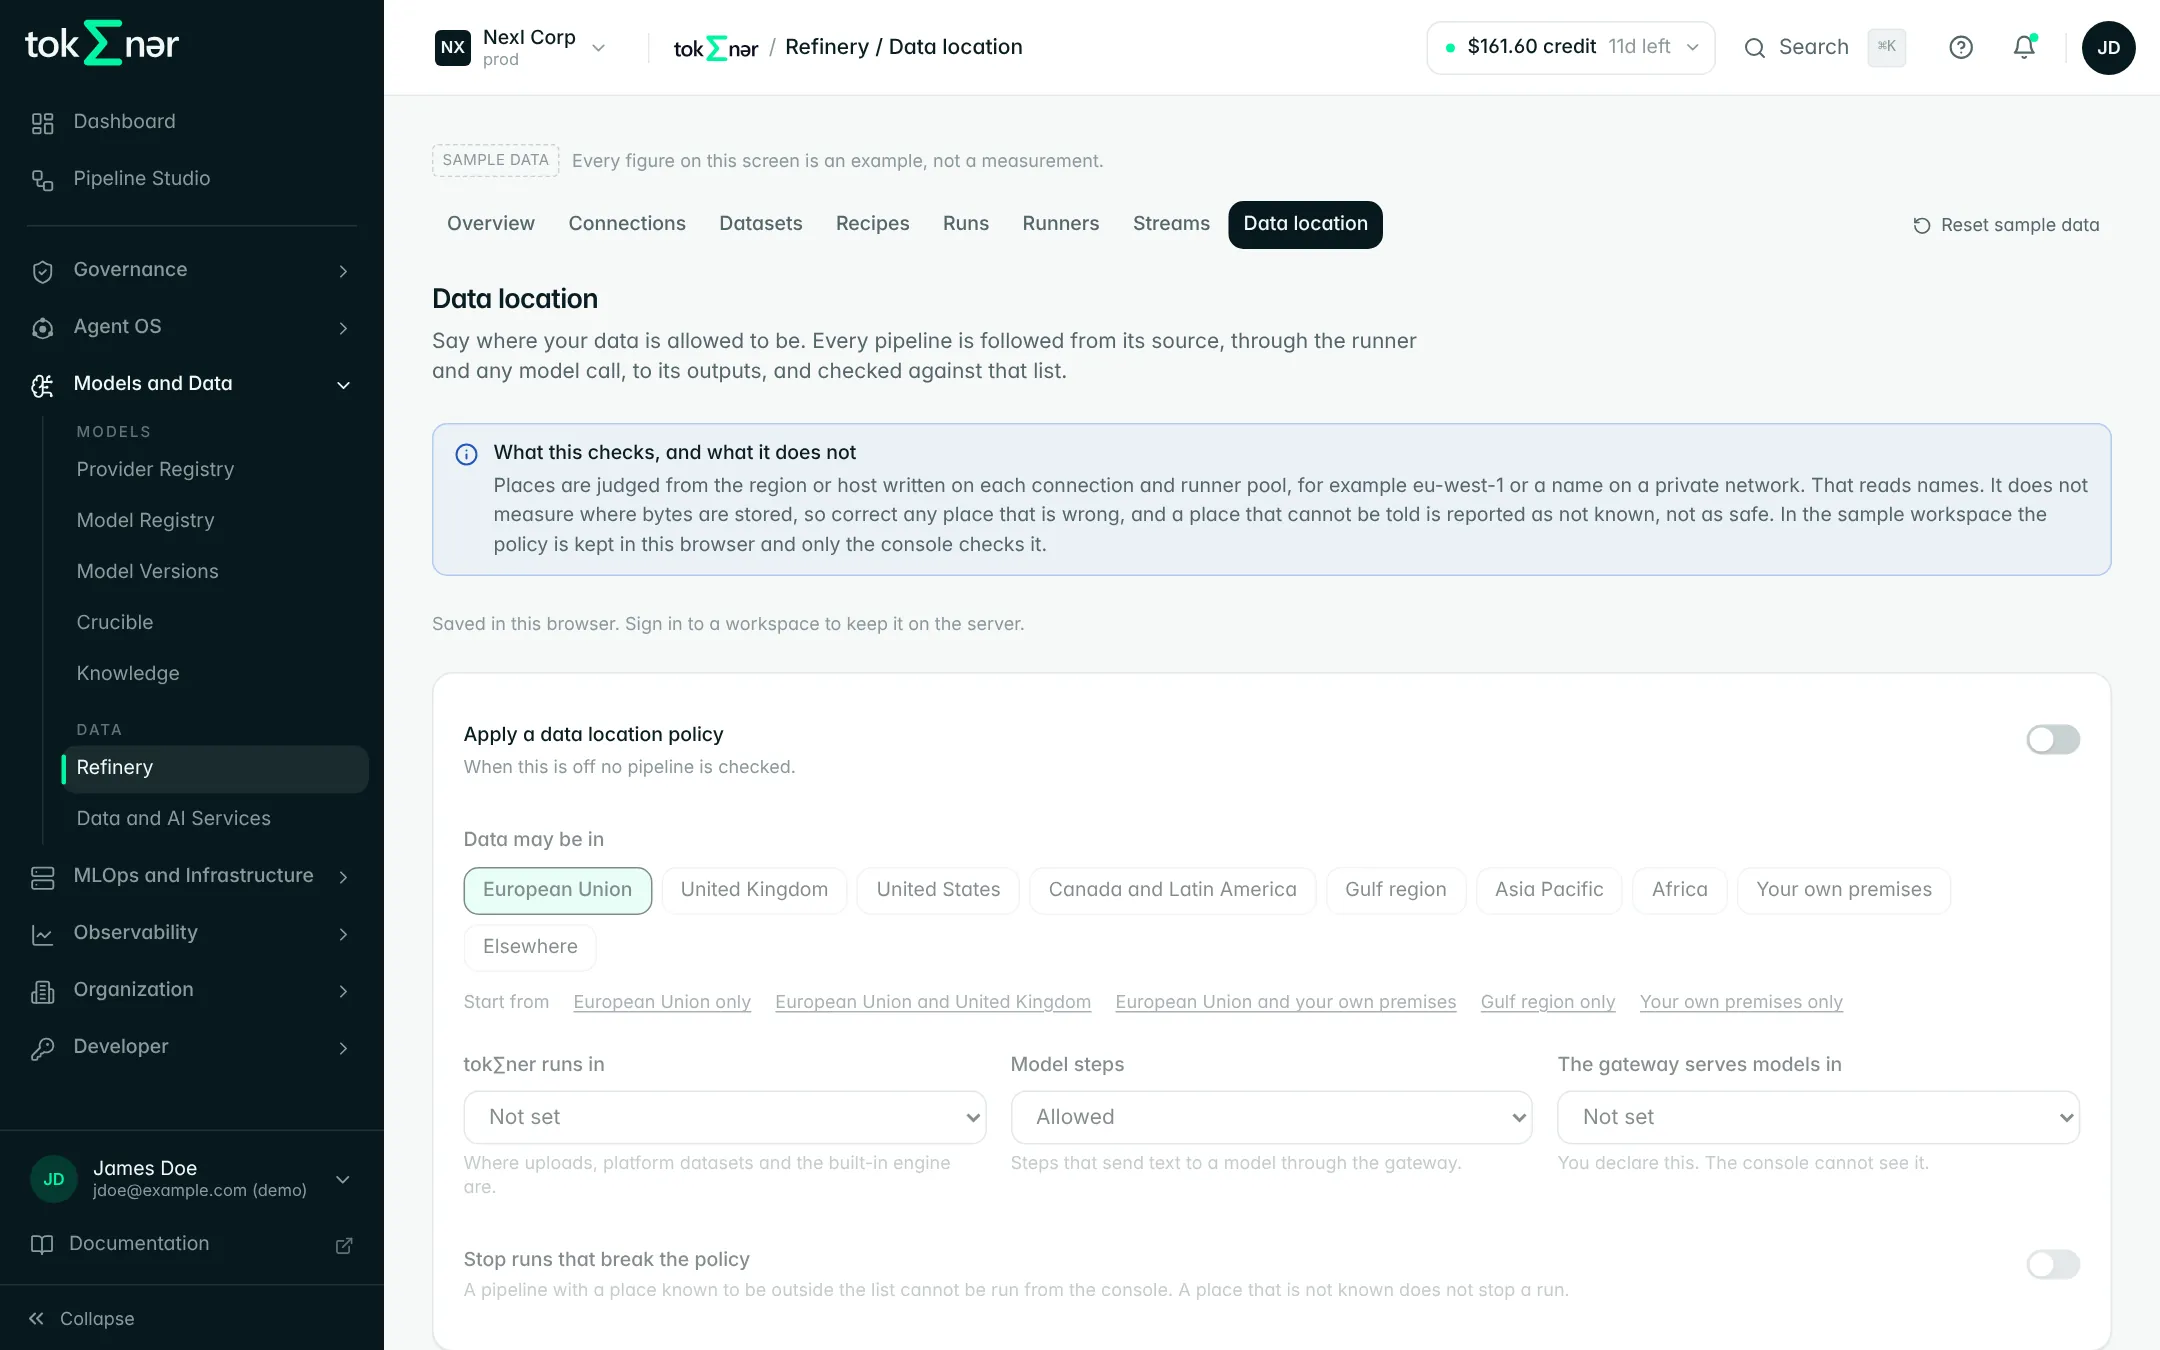 tok∑nər
Dashboard
Pipeline Studio
Governance
Agent OS
Models and Data
MODELS
Provider Registry
Model Registry
Model Versions
Crucible
Knowledge
DATA
Refinery
Data and AI Services
MLOps and Infrastructure
Observability
Organization
Developer
JD
James Doe
jdoe@example.com (demo)
Documentation
Collapse
NX
Nexl Corp
prod
tok∑nər / Refinery / Data location
$161.60 credit 11d left
Search ⌘K
JD
SAMPLE DATA Every figure on this screen is an example, not a measurement.
Overview Connections Datasets Recipes Runs Runners Streams Data location
Reset sample data
Data location
Say where your data is allowed to be. Every pipeline is followed from its source, through the runner
and any model call, to its outputs, and checked against that list.
What this checks, and what it does not
Places are judged from the region or host written on each connection and runner pool, for example eu-west-1 or a name on a private network. That reads names. It does not
measure where bytes are stored, so correct any place that is wrong, and a place that cannot be told is reported as not known, not as safe. In the sample workspace the
policy is kept in this browser and only the console checks it.
Saved in this browser. Sign in to a workspace to keep it on the server.
Apply a data location policy
When this is off no pipeline is checked.
Data may be in
European Union United Kingdom United States Canada and Latin America Gulf region Asia Pacific Africa Your own premises
Elsewhere
Start from European Union only European Union and United Kingdom European Union and your own premises Gulf region only Your own premises only
tok∑ner runs in
Not set
Where uploads, platform datasets and the built-in engine
are.
Model steps
Allowed
Steps that send text to a model through the gateway.
The gateway serves models in
Not set
You declare this. The console cannot see it.
Stop runs that break the policy
A pipeline with a place known to be outside the list cannot be run from the console. A place that is not known does not stop a run.